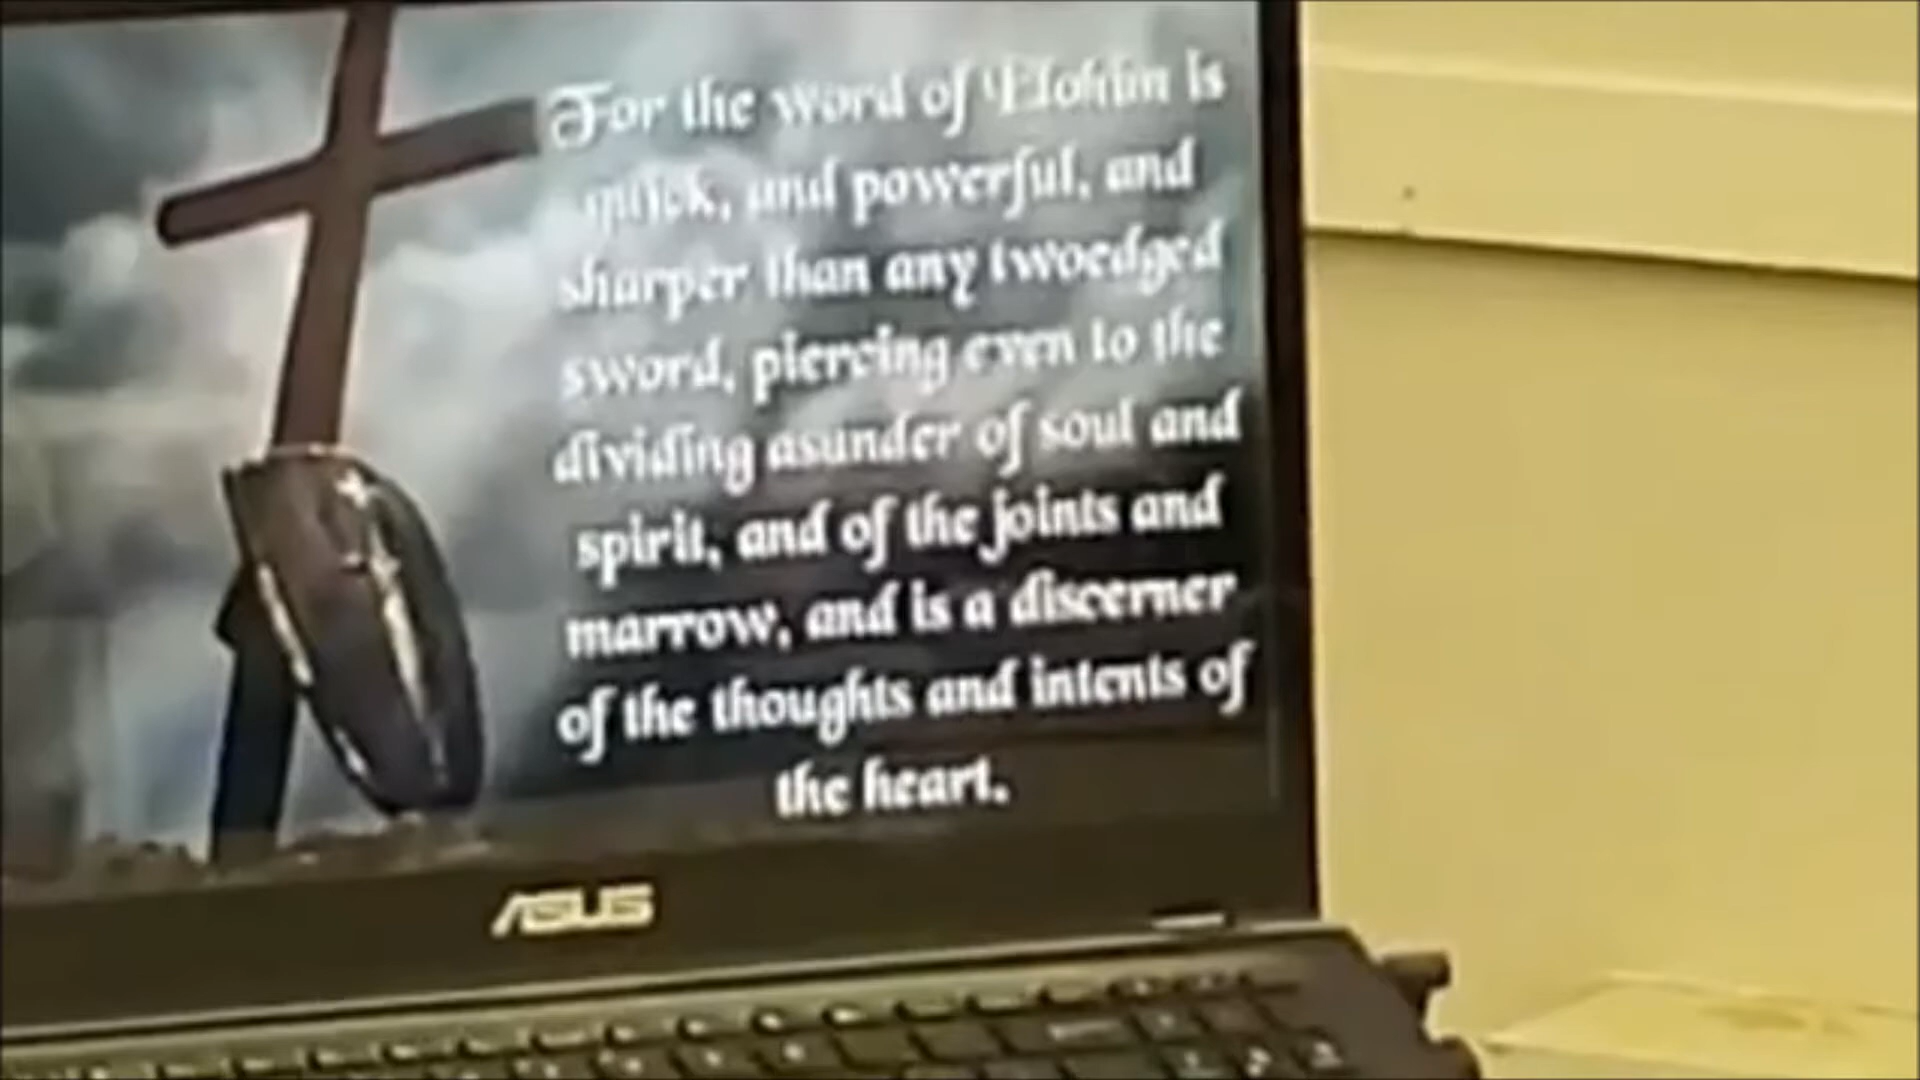 For the word of Elohim is
quick, and powerful, and
sharper than any twoedged
sword, piercing even to the
dividing asunder of soul and
spirit, and of the joints and
marrow, and is a discerner
of the thoughts and intents of
the heart.
ASUS